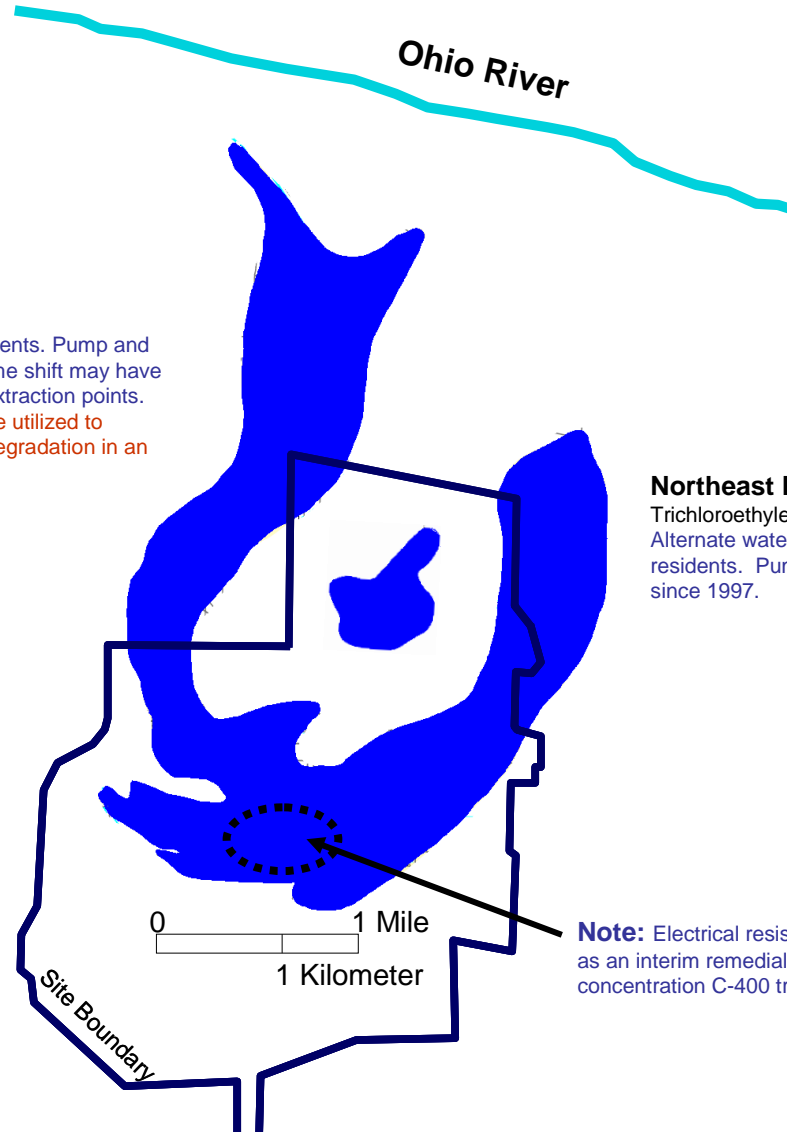 Ohio River
ents. Pump and
ne shift may have
xtraction points.
e utilized to
egradation in an
Northeast
Trichloroethyle
Alternate wate
residents. Pur
since 1997.
0 1 Mile
1 Kilometer
Note: Electrical resis
as an interim remedial
concentration C-400 tr
Site Boundary